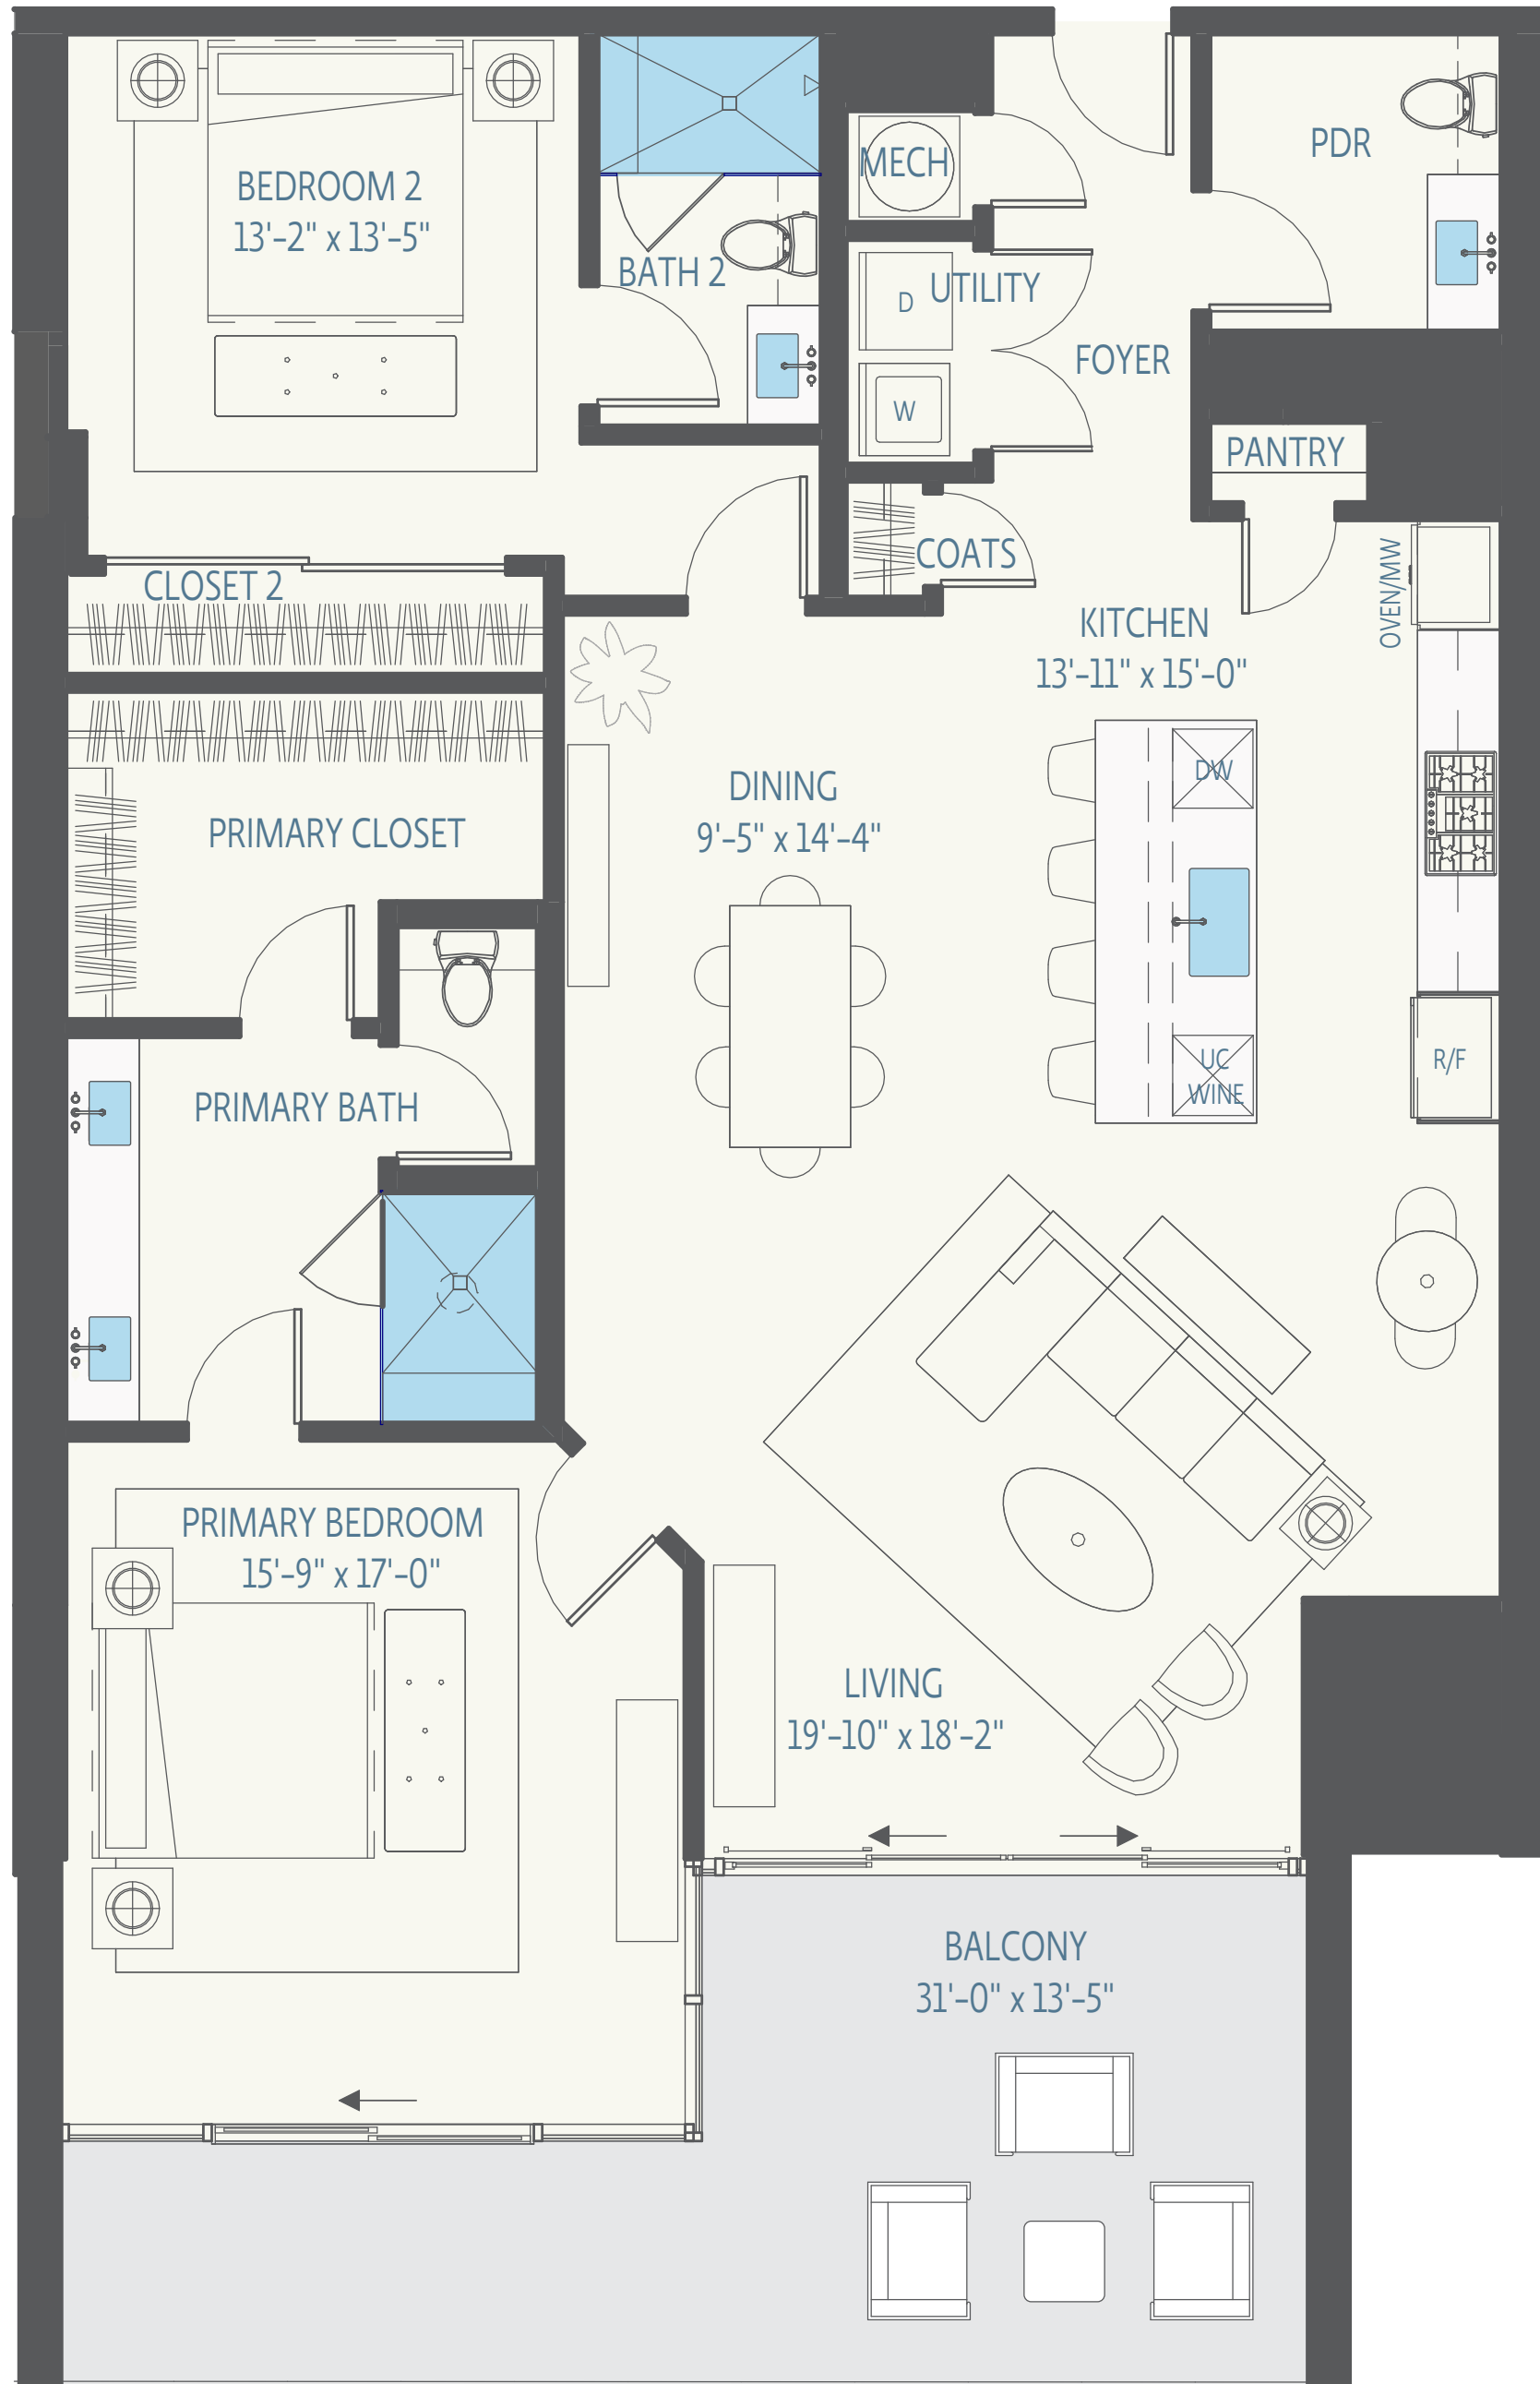 BEDROOM 2
13'-2" x 13'-5"
BATH 2
MECH
UTILITY
D
W
FOYER
PDR
PANTRY
COATS
CLOSET 2
KITCHEN
13'-11" x 15'-0"
OVEN/MW
DINING
9'-5" x 14'-4"
DW
PRIMARY CLOSET
UC
WINE
R/F
PRIMARY BATH
PRIMARY BEDROOM
15'-9" x 17'-0"
LIVING
19'-10" x 18'-2"
BALCONY
31'-0" x 13'-5"